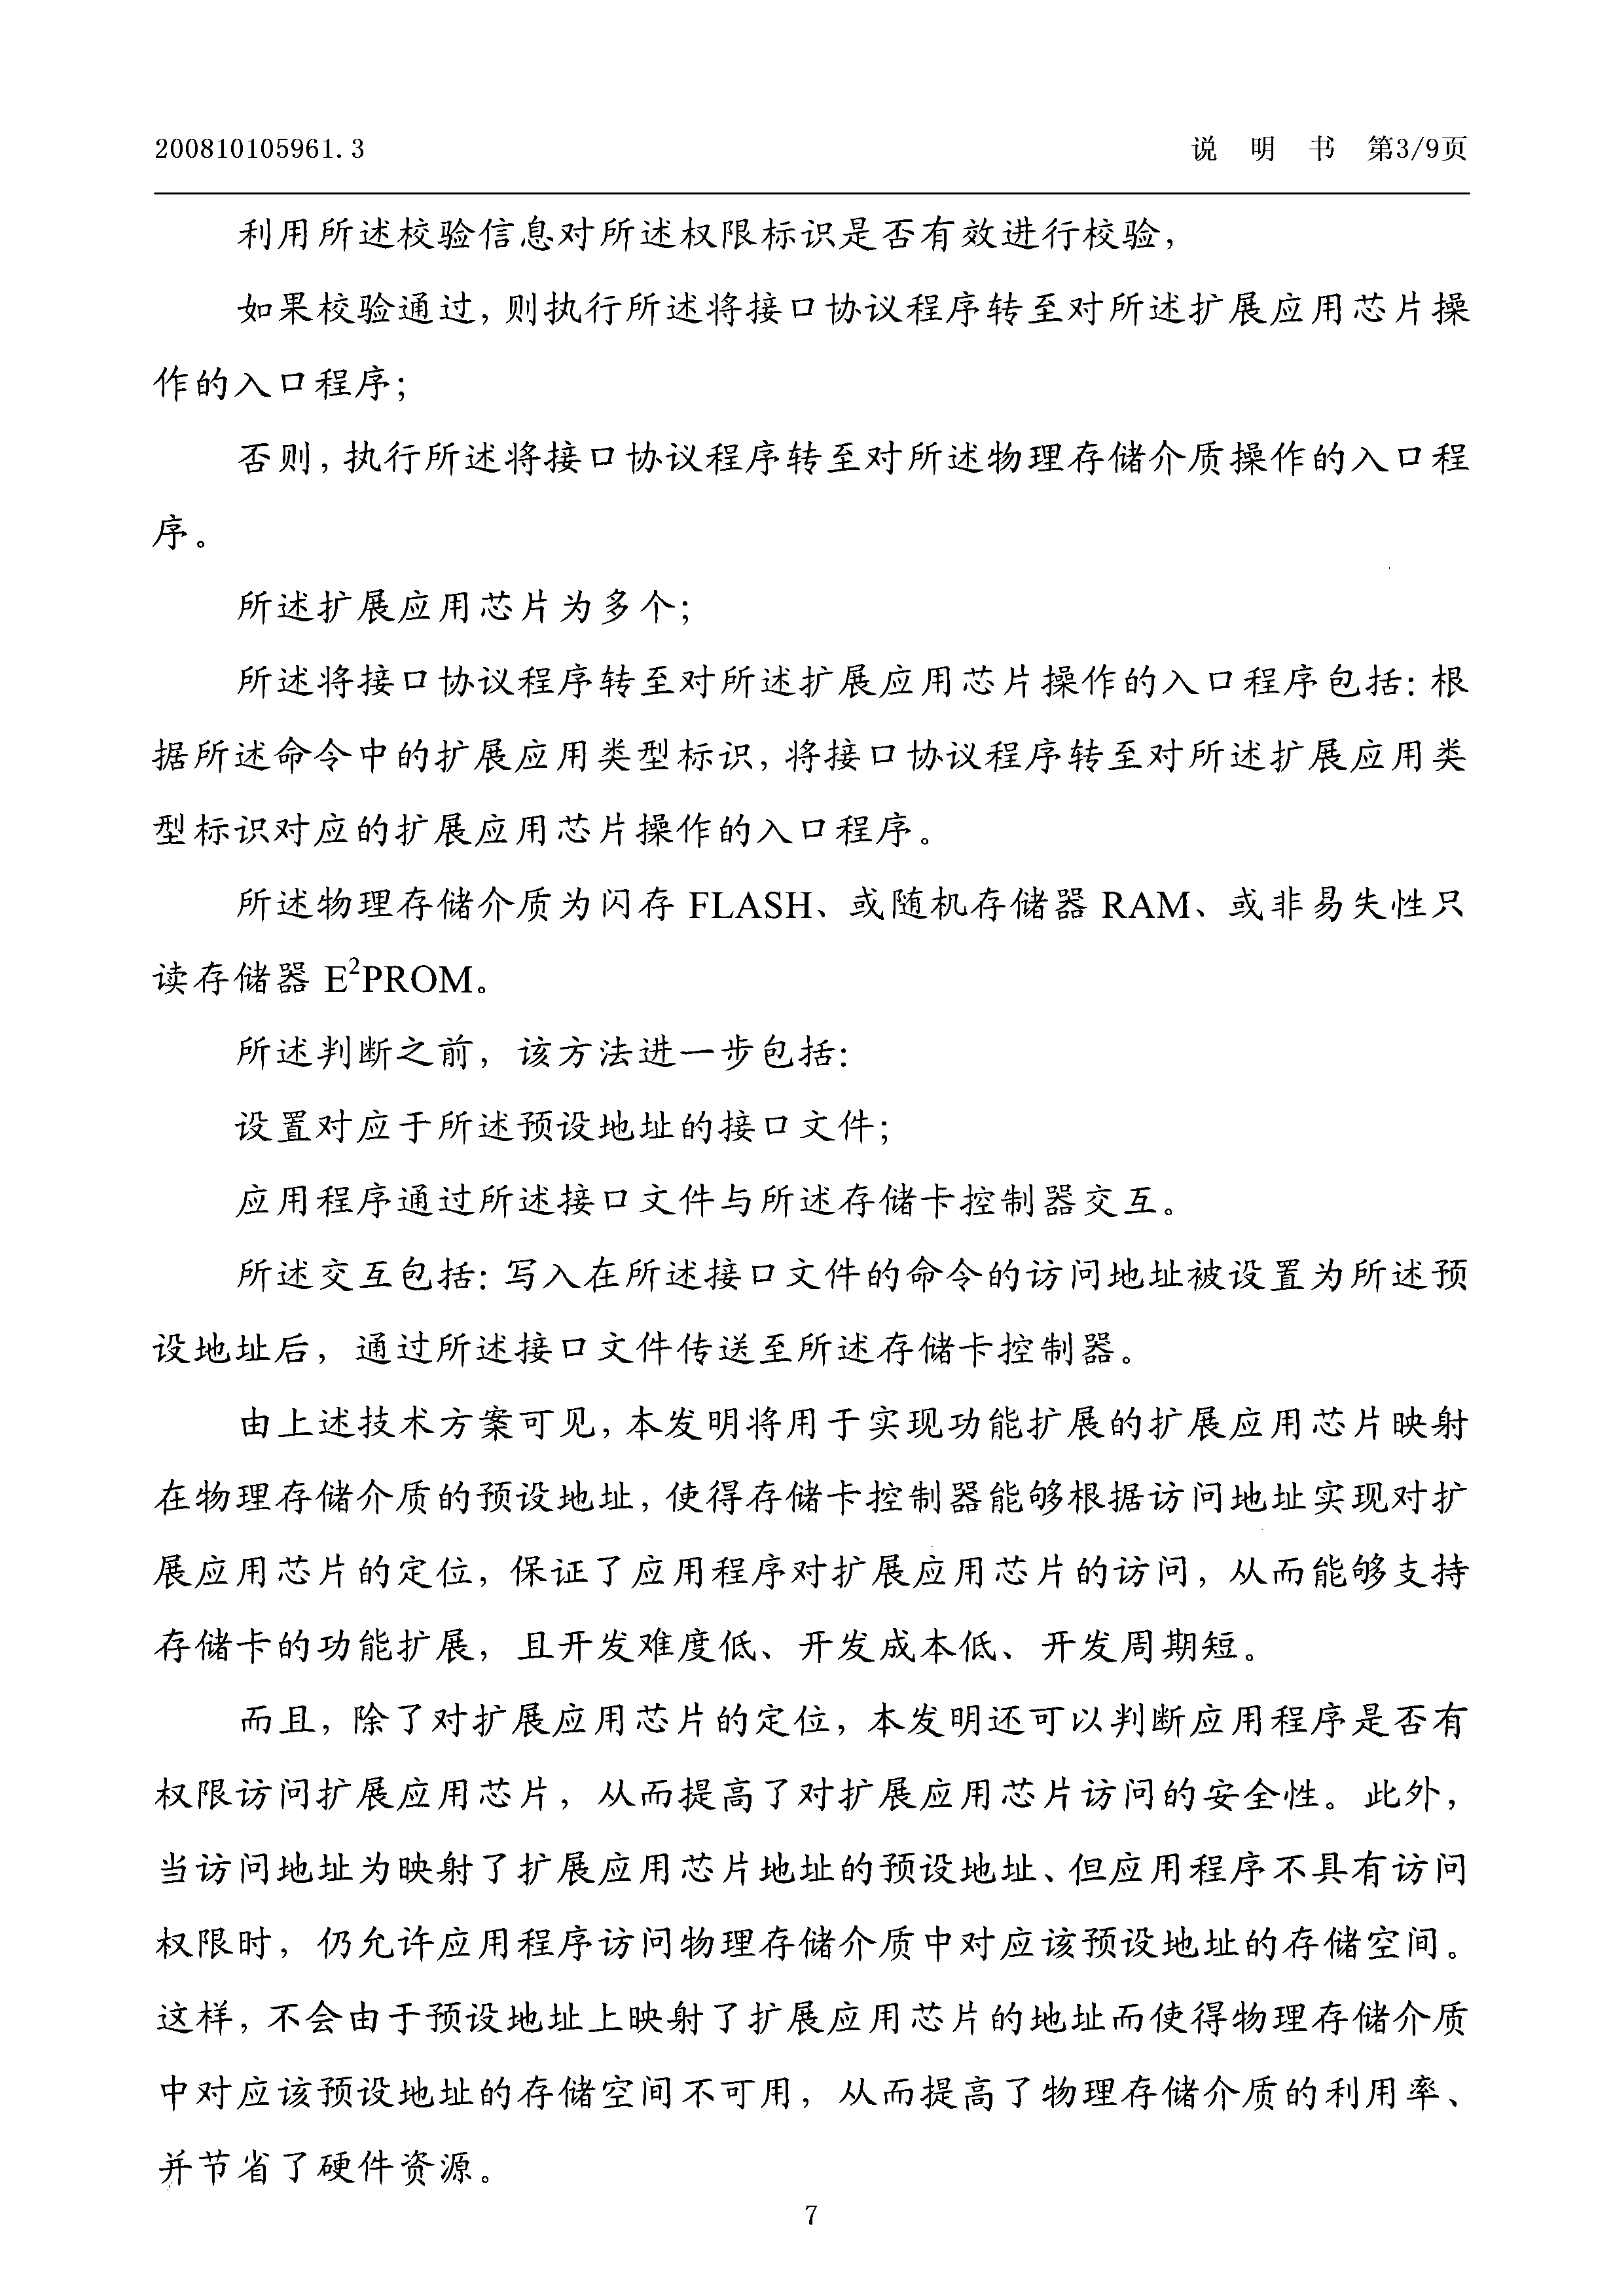 200810105961.3 说 明 书 第3/9页
利用所述校验信息对所述权限标识是否有效进行校验，
如果校验通过，则执行所述将接口协议程序转至对所述扩展应用芯片操
作的入口程序；
否则，执行所述将接口协议程序转至对所述物理存储介质操作的入口程
序。
所述扩展应用芯片为多个；
所述将接口协议程序转至对所述扩展应用芯片操作的入口程序包括：根
据所述命令中的扩展应用类型标识，将接口协议程序转至对所述扩展应用类
型标识对应的扩展应用芯片操作的入口程序。
所述物理存储介质为闪存 FLASH、或随机存储器 RAM、或非易失性只
读存储器 E²PROM。
所述判断之前，该方法进一步包括：
设置对应于所述预设地址的接口文件；
应用程序通过所述接口文件与所述存储卡控制器交互。
所述交互包括：写入在所述接口文件的命令的访问地址被设置为所述预
设地址后，通过所述接口文件传送至所述存储卡控制器。
由上述技术方案可见，本发明将用于实现功能扩展的扩展应用芯片映射
在物理存储介质的预设地址，使得存储卡控制器能够根据访问地址实现对扩
展应用芯片的定位，保证了应用程序对扩展应用芯片的访问，从而能够支持
存储卡的功能扩展，且开发难度低、开发成本低、开发周期短。
而且，除了对扩展应用芯片的定位，本发明还可以判断应用程序是否有
权限访问扩展应用芯片，从而提高了对扩展应用芯片访问的安全性。此外，
当访问地址为映射了扩展应用芯片地址的预设地址、但应用程序不具有访问
权限时，仍允许应用程序访问物理存储介质中对应该预设地址的存储空间。
这样，不会由于预设地址上映射了扩展应用芯片的地址而使得物理存储介质
中对应该预设地址的存储空间不可用，从而提高了物理存储介质的利用率、
并节省了硬件资源。
7